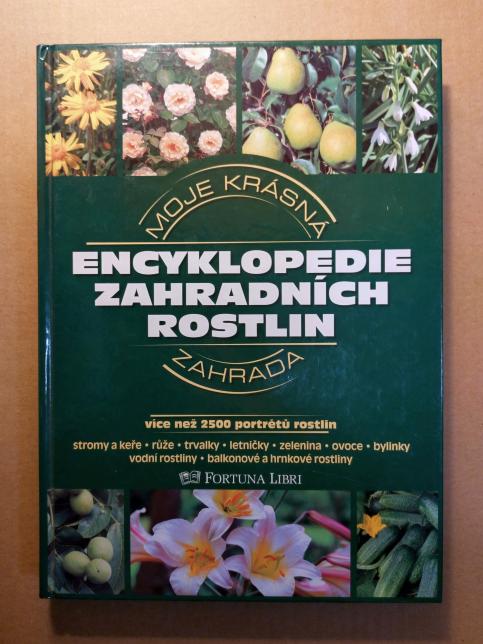 MOJE KRÁSNÁ
ENCYKLOPEDIE
ZAHRADNÍCH
ROSTLIN
ZAHRADA
více než 2500 portrétů rostlin
stromy a keře • růže • trvalky • letničky • zelenina • ovoce • bylinky
vodní rostliny • balkonové a hrnkové rostliny
FORTUNA LIBRI